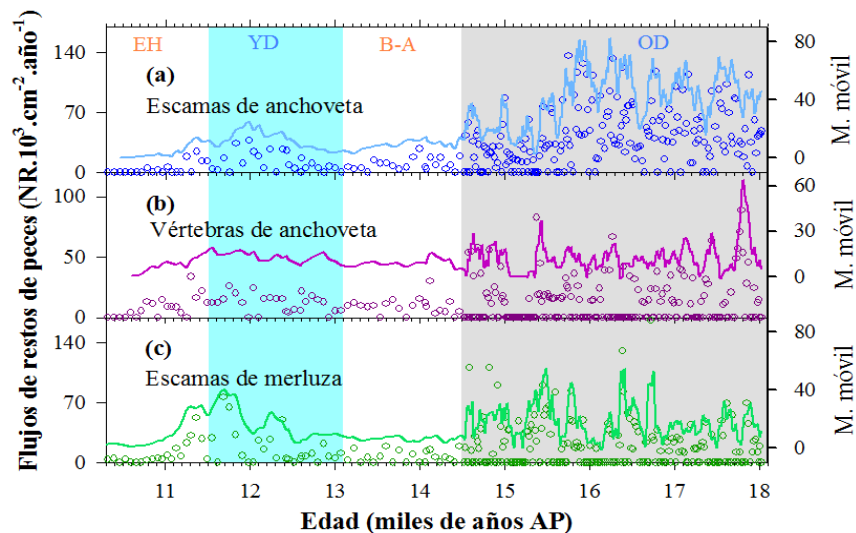 EH YD B-A OD
(a)
Escamas de anchoveta
140
70
0
80
40
0
(b)
Vértebras de anchoveta
100
50
0
60
30
0
(c)
Escamas de merluza
140
70
0
80
40
0
Flujos de restos de peces (NR.10³.cm⁻².año⁻¹)
M. móvil
M. móvil
M. móvil
11 12 13 14 15 16 17 18
Edad (miles de años AP)